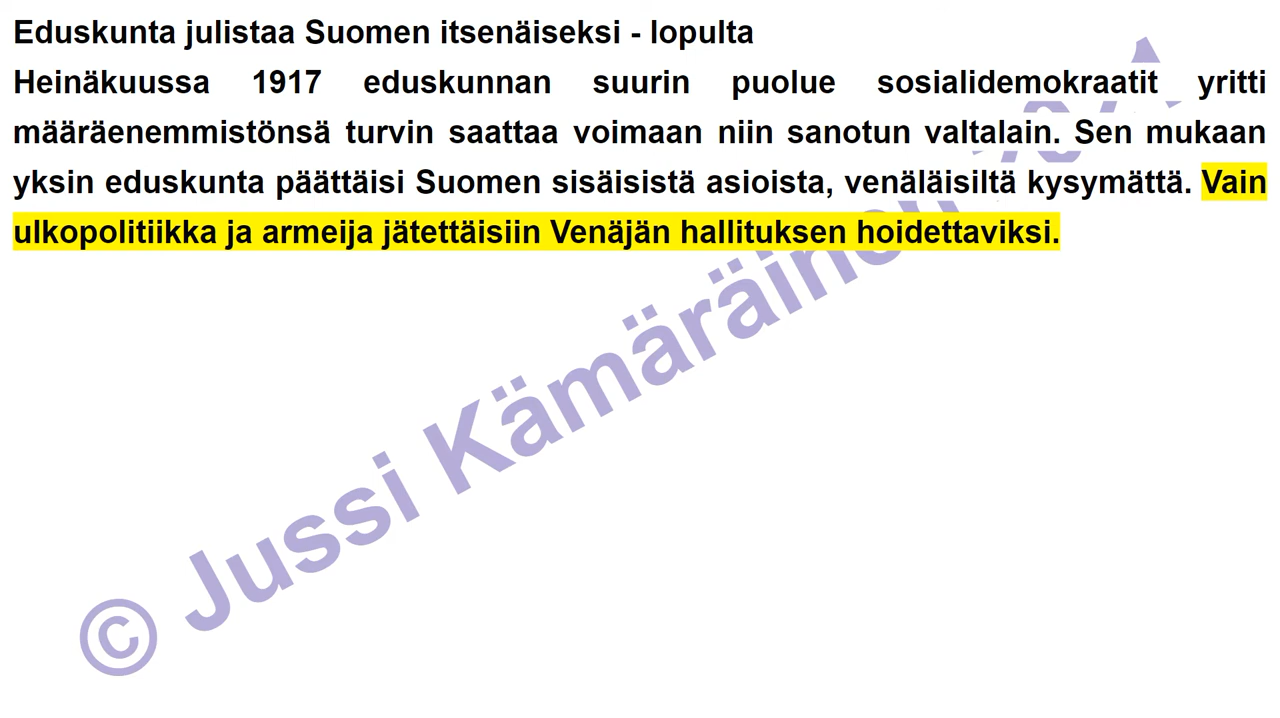 Eduskunta julistaa Suomen itsenäiseksi - lopulta
Heinäkuussa 1917 eduskunnan suurin puolue sosialidemokraatit yritti
määräenemmistönsä turvin saattaa voimaan niin sanotun valtalain. Sen mukaan
yksin eduskunta päättäisi Suomen sisäisistä asioista, venäläisiltä kysymättä. Vain
ulkopolitiikka ja armeija jätettäisiin Venäjän hallituksen hoidettaviksi.
© Jussi Kämäräinen